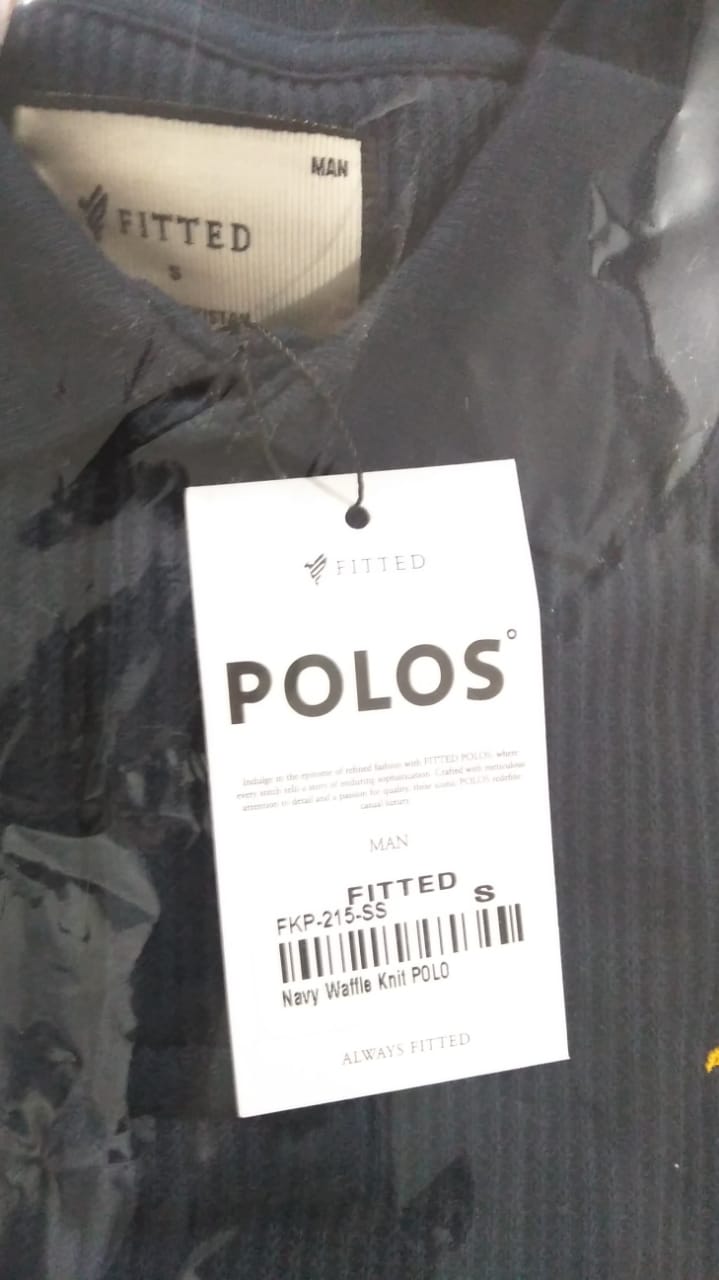 MAN
FITTED
S
FITTED
POLOS°
Indulge in the epitome of refined fashion with FITTED POLOS, where
every stitch tells a story of enduring sophistication. Crafted with meticulous
attention to detail and a passion for quality, these iconic POLOS redefine
casual luxury
MAN
FITTED
FKP-215-SS S
Navy Waffle Knit POLO
ALWAYS FITTED